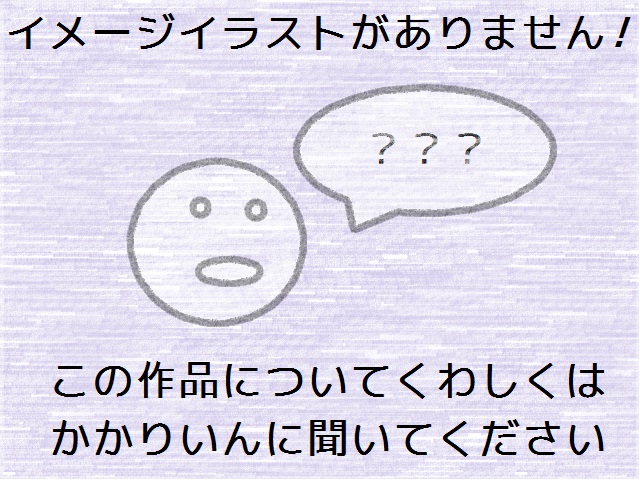 イメージイラストがありません!
???
この作品についてくわしくは
かかりいんに聞いてください